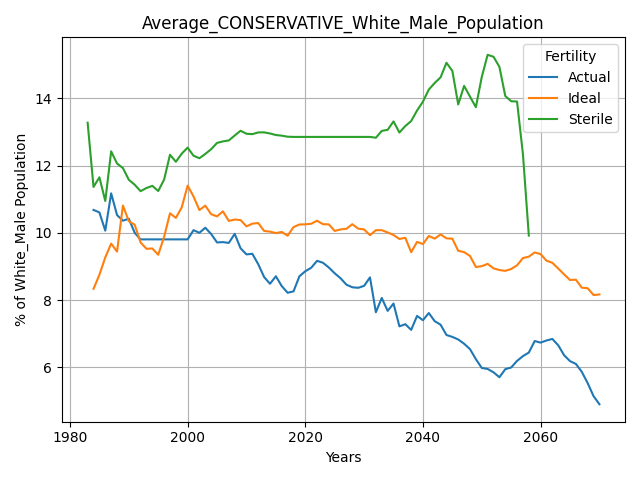 Average_CONSERVATIVE_White_Male_Population
Fertility
Actual
Ideal
Sterile
% of White_Male Population
14
12
10
8
6
1980 2000 2020 2040 2060
Years